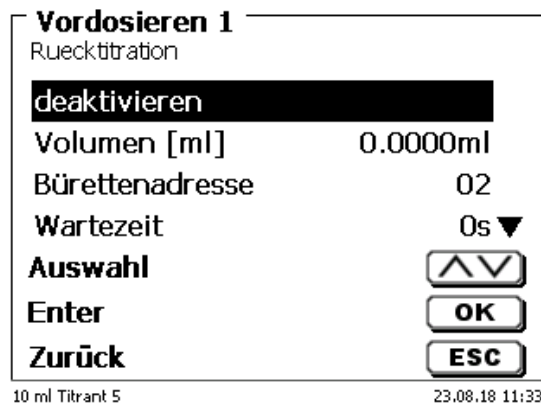 Vordosieren 1
Ruecktitration
deaktivieren
Volumen [ml] 0.0000ml
Bürettenadresse 02
Wartezeit 0s
Auswahl
Enter OK
Zurück ESC
10 ml Titrant 5 23.08.18 11:33